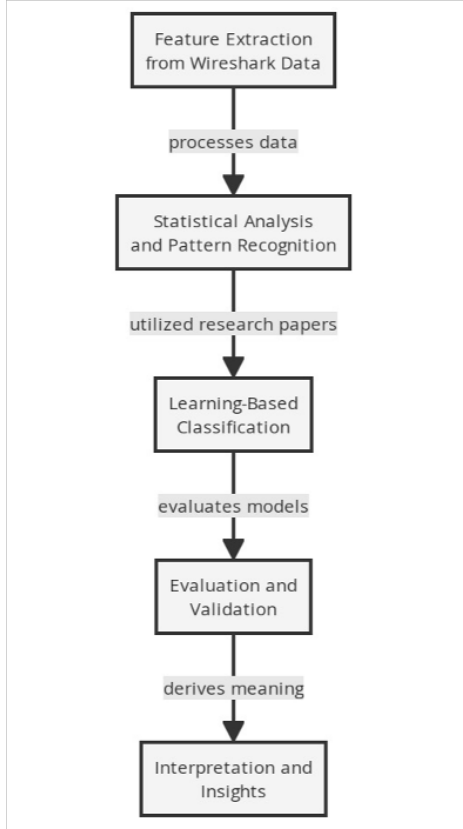 Feature Extraction
from Wireshark Data
processes data
Statistical Analysis
and Pattern Recognition
utilized research papers
Learning-Based
Classification
evaluates models
Evaluation and
Validation
derives meaning
Interpretation and
Insights